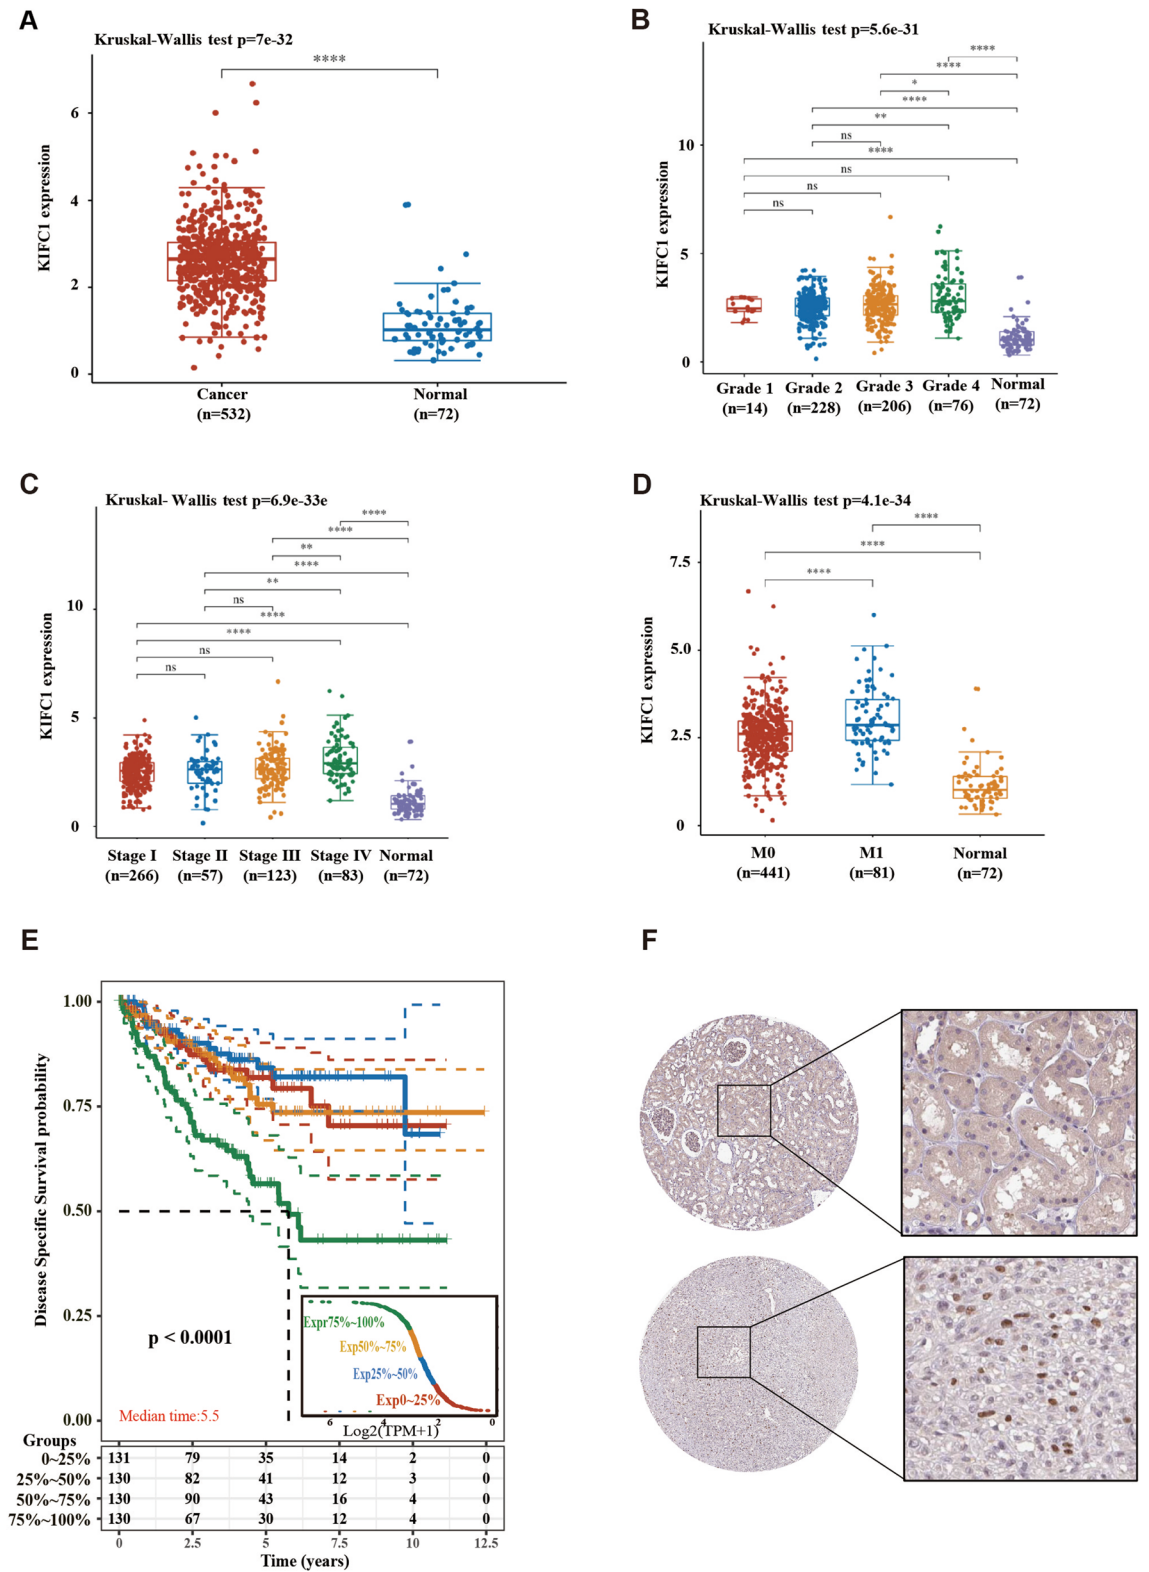 A
Kruskal-Wallis test p=7e-32
****
KIFC1 expression
6
4
2
0
Cancer
(n=532)
Normal
(n=72)
B
Kruskal-Wallis test p=5.6e-31
****
****
*
****
**
ns
****
ns
ns
ns
KIFC1 expression
10
5
0
Grade 1
(n=14)
Grade 2
(n=228)
Grade 3
(n=206)
Grade 4
(n=76)
Normal
(n=72)
C
Kruskal- Wallis test p=6.9e-33e
****
****
**
****
**
ns
****
****
ns
ns
KIFC1 expression
10
5
0
Stage I
(n=266)
Stage II
(n=57)
Stage III
(n=123)
Stage IV
(n=83)
Normal
(n=72)
D
Kruskal-Wallis test p=4.1e-34
****
****
****
KIFC1 expression
7.5
5.0
2.5
0
M0
(n=441)
M1
(n=81)
Normal
(n=72)
E
Disease Specific Survival probability
1.00
0.75
0.50
0.25
0.00
p < 0.0001
Median time:5.5
Expr75%~100%
Exp50%~75%
Exp25%~50%
Exp0~25%
6 4 2 0
Log2(TPM+1)
Groups
0~25% 131 79 35 14 2 0
25%~50% 130 82 41 12 3 0
50%~75% 130 90 43 16 4 0
75%~100% 130 67 30 12 4 0
0 2.5 5 7.5 10 12.5
Time (years)
F